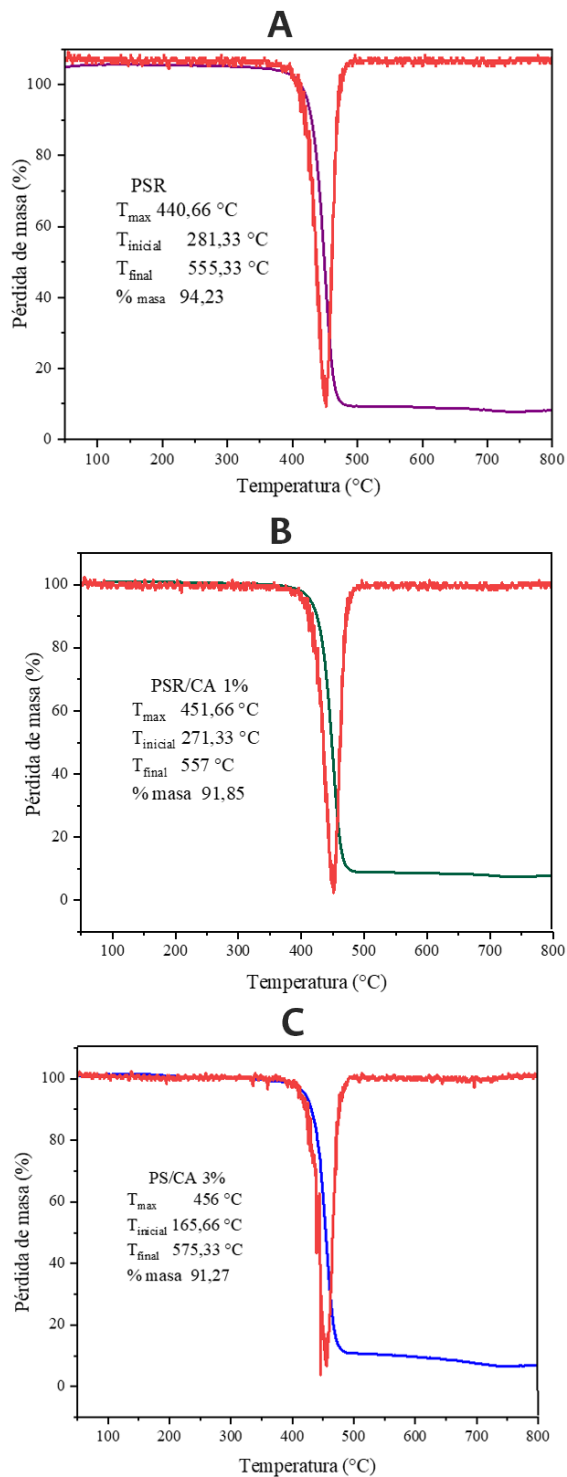 A
Pérdida de masa (%)
100
80
60
40
20
0
PSR
Tmax 440,66 °C
Tinicial 281,33 °C
Tfinal 555,33 °C
% masa 94,23
100 200 300 400 500 600 700 800
Temperatura (°C)
B
Pérdida de masa (%)
100
80
60
40
20
0
PSR/CA 1%
Tmax 451,66 °C
Tinicial 271,33 °C
Tfinal 557 °C
% masa 91,85
100 200 300 400 500 600 700 800
Temperatura (°C)
C
Pérdida de masa (%)
100
80
60
40
20
0
PS/CA 3%
Tmax 456 °C
Tinicial 165,66 °C
Tfinal 575,33 °C
% masa 91,27
100 200 300 400 500 600 700 800
Temperatura (°C)